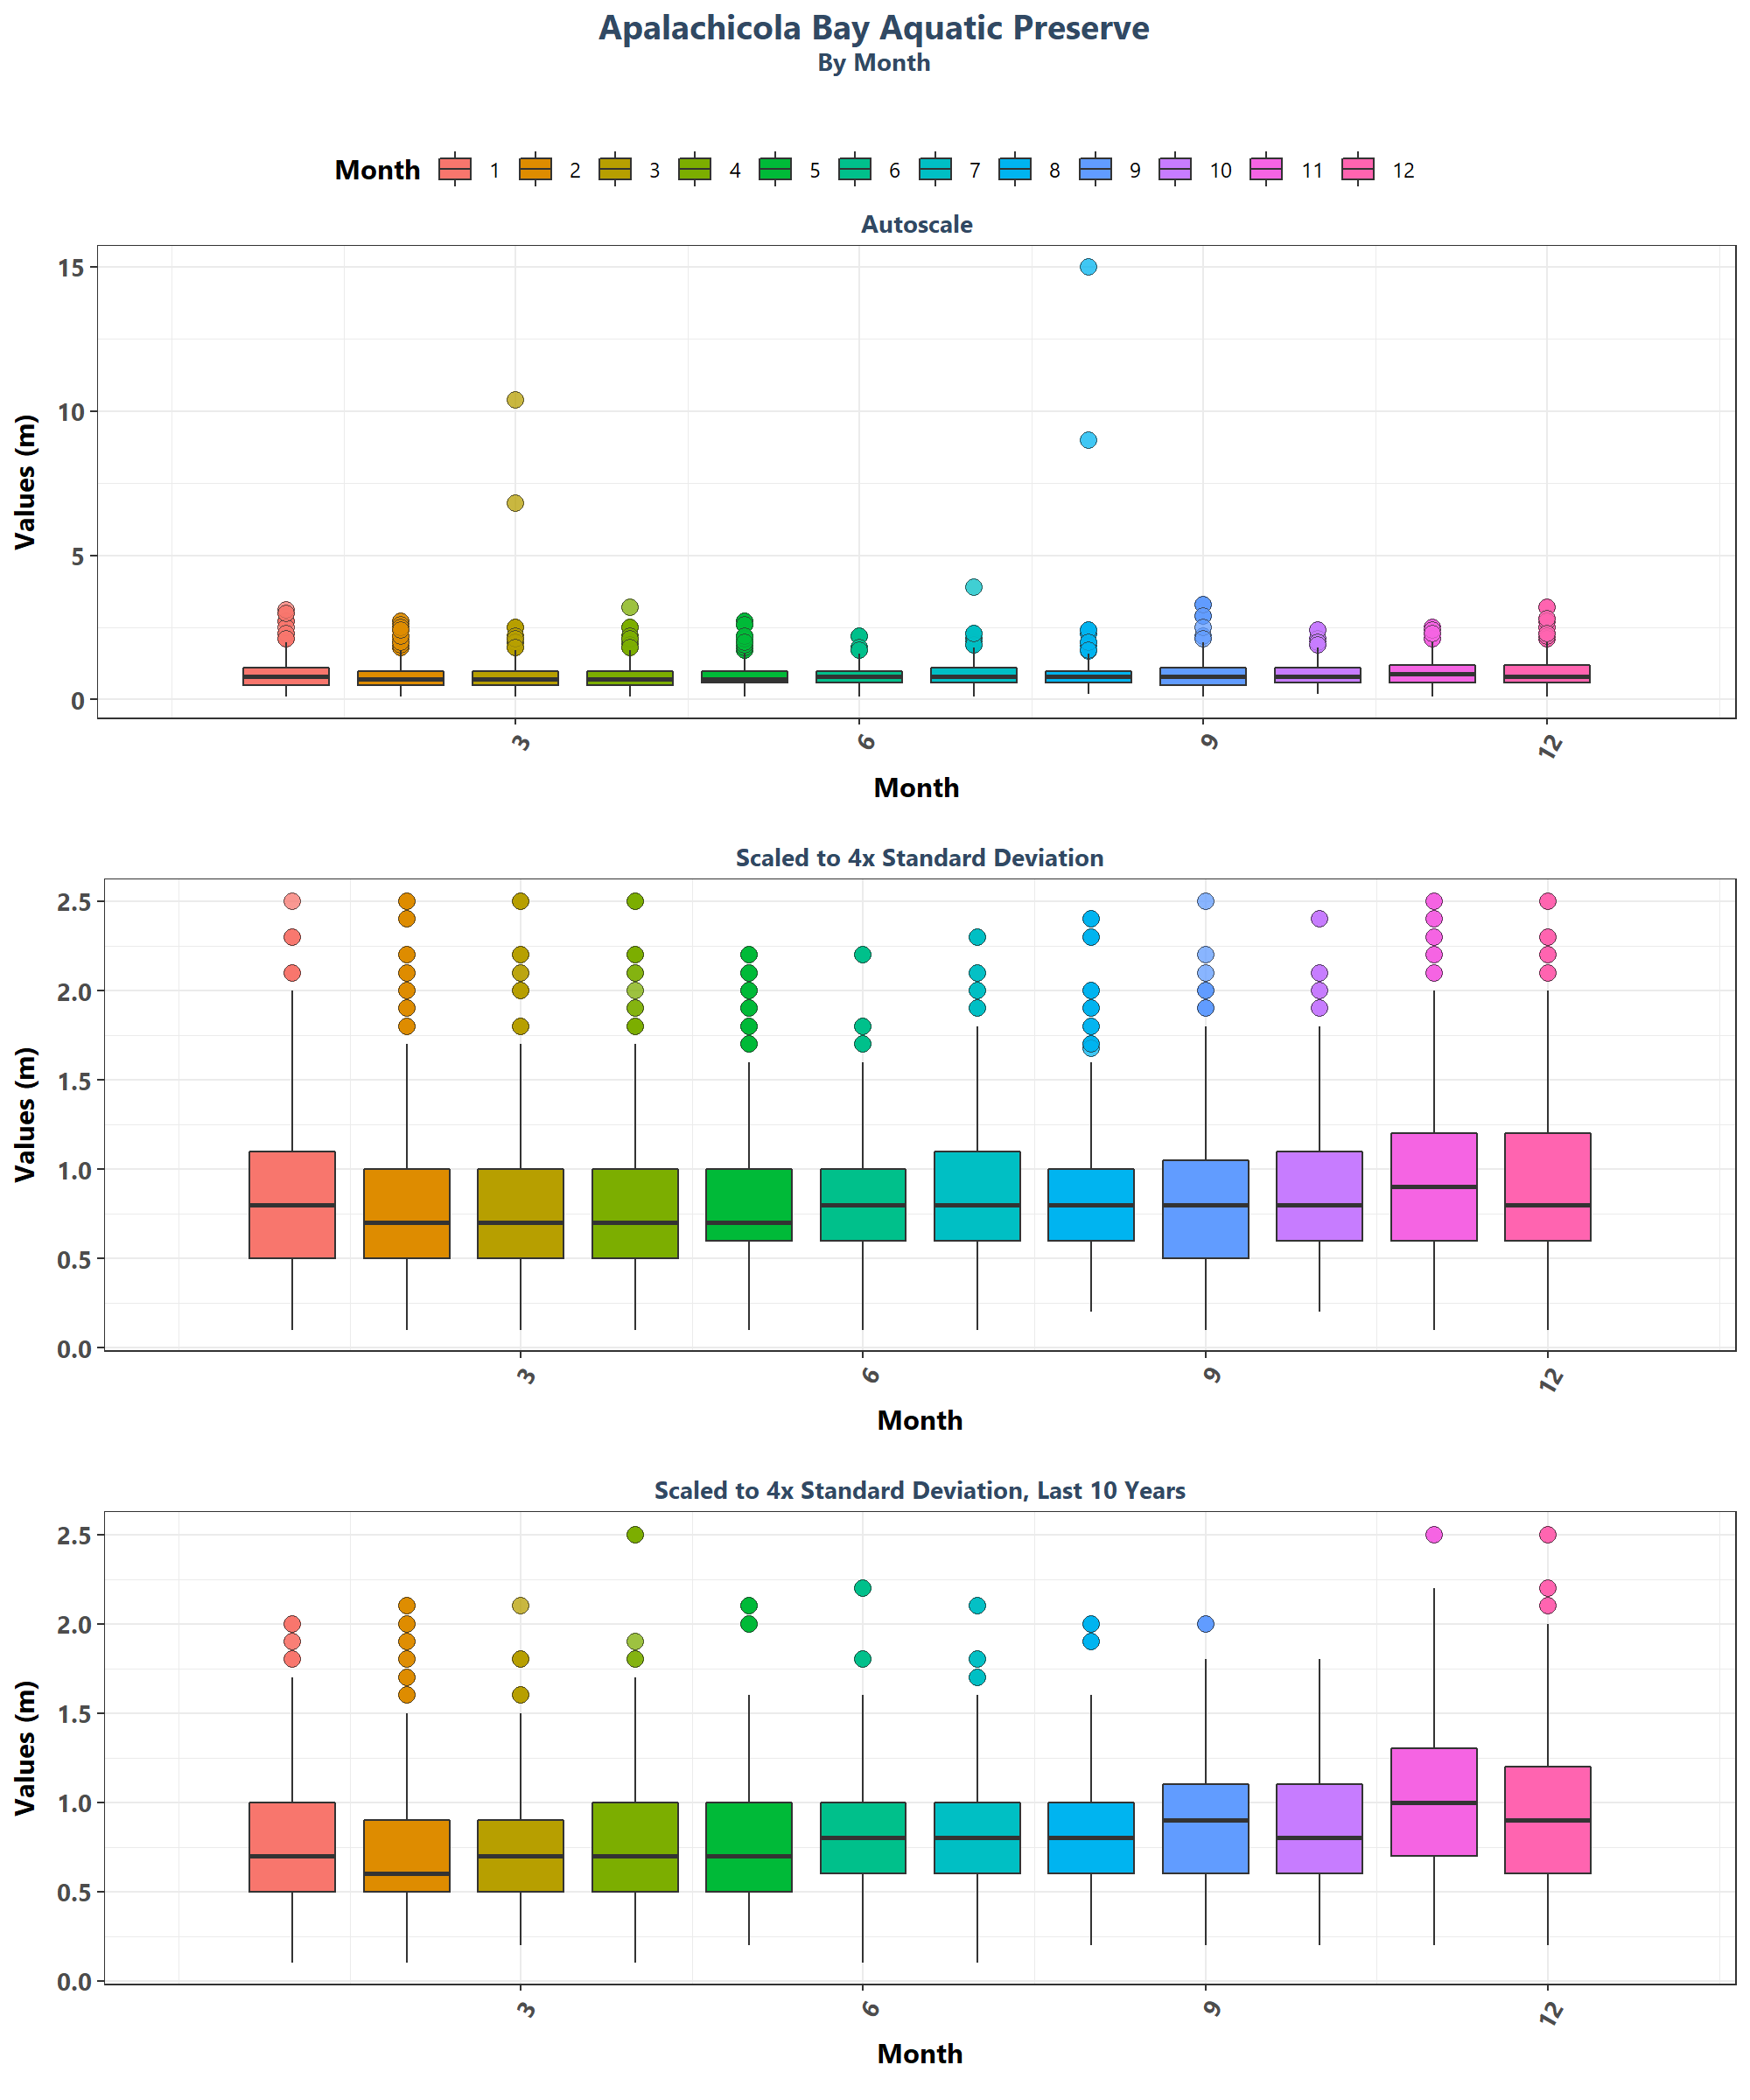 Apalachicola Bay Aquatic Preserve
By Month
Month 1 2 3 4 5 6 7 8 9 10 11 12
Autoscale
15
10
5
0
Values (m)
3 6 9 12
Month
Scaled to 4x Standard Deviation
2.5
2.0
1.5
1.0
0.5
0.0
Values (m)
3 6 9 12
Month
Scaled to 4x Standard Deviation, Last 10 Years
2.5
2.0
1.5
1.0
0.5
0.0
Values (m)
3 6 9 12
Month